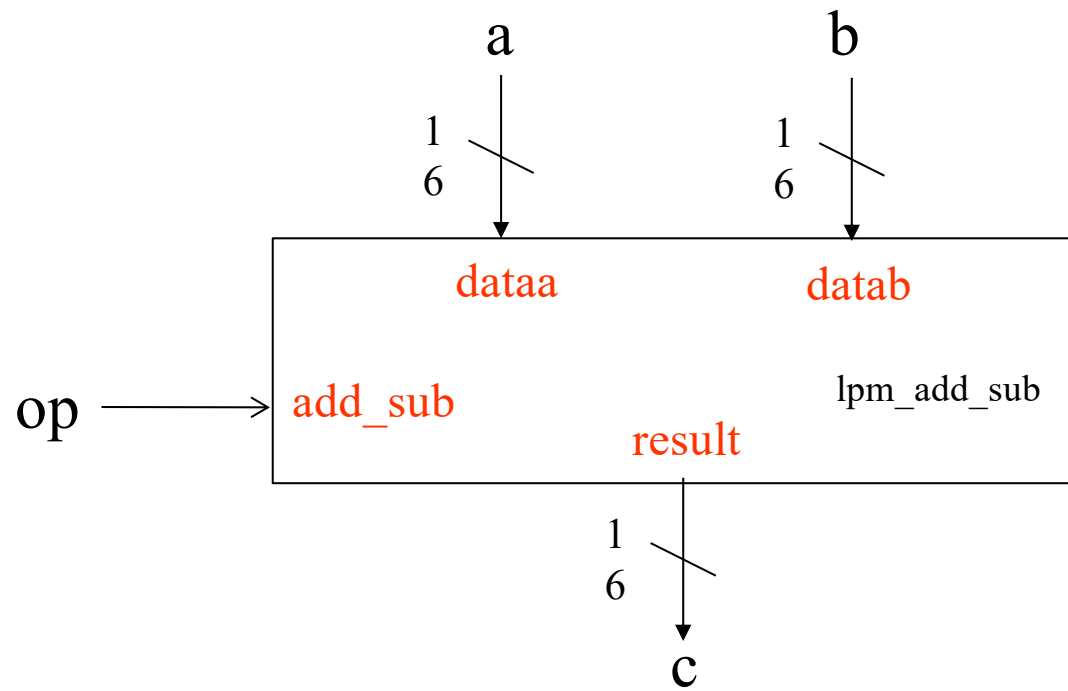 a
b
1
6
1
6
dataa
datab
op
add_sub
lpm_add_sub
result
1
6
c